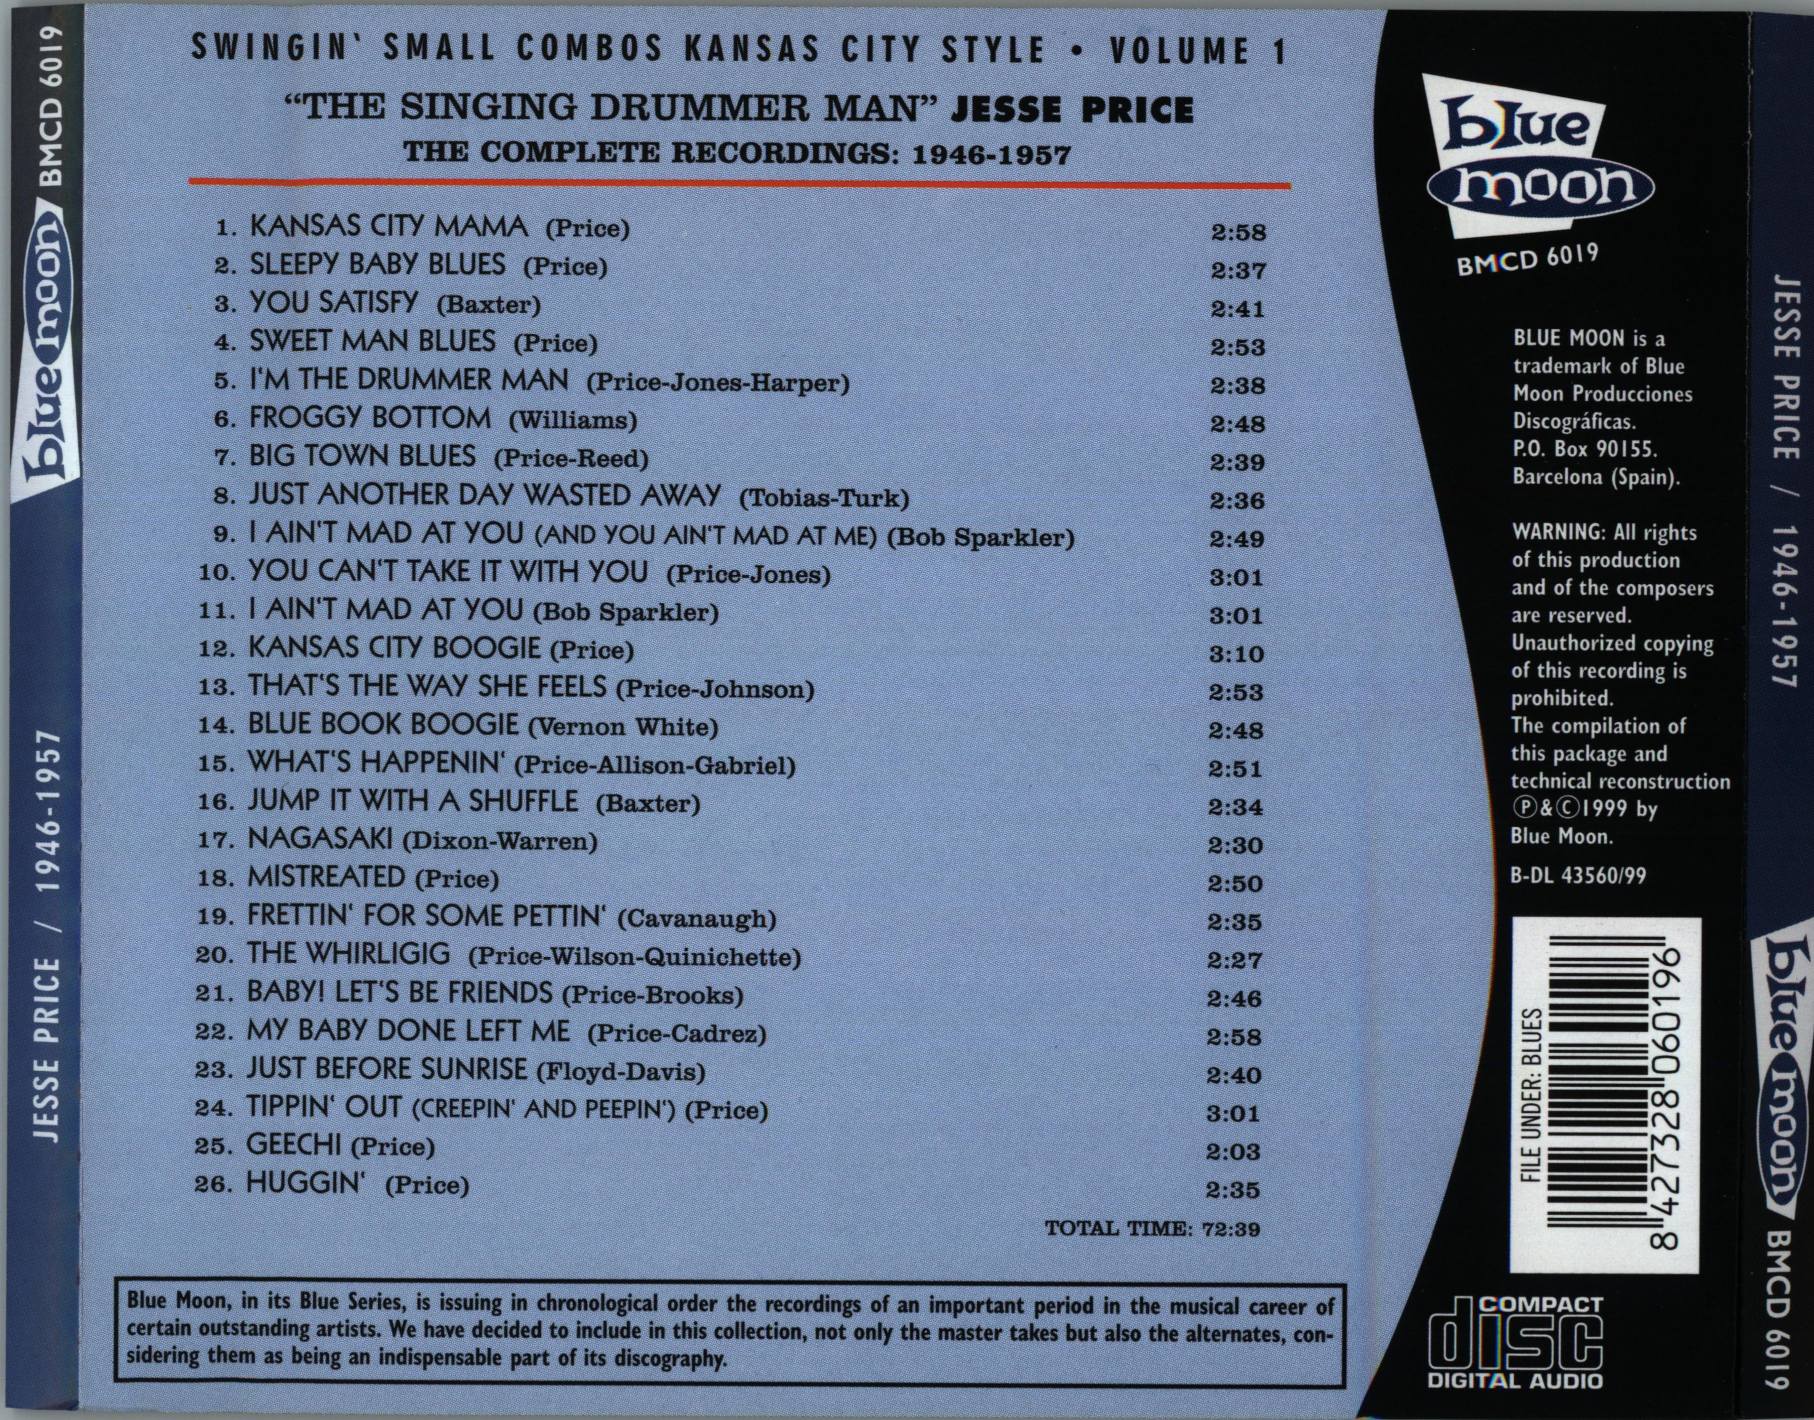 SWINGIN' SMALL COMBOS KANSAS CITY STYLE • VOLUME 1
"THE SINGING DRUMMER MAN" JESSE PRICE
THE COMPLETE RECORDINGS: 1946-1957
1. KANSAS CITY MAMA (Price) 2:58
2. SLEEPY BABY BLUES (Price) 2:37
3. YOU SATISFY (Baxter) 2:41
4. SWEET MAN BLUES (Price) 2:53
5. I'M THE DRUMMER MAN (Price-Jones-Harper) 2:38
6. FROGGY BOTTOM (Williams) 2:48
7. BIG TOWN BLUES (Price-Reed) 2:39
8. JUST ANOTHER DAY WASTED AWAY (Tobias-Turk) 2:36
9. I AIN'T MAD AT YOU (AND YOU AIN'T MAD AT ME) (Bob Sparkler) 2:49
10. YOU CAN'T TAKE IT WITH YOU (Price-Jones) 3:01
11. I AIN'T MAD AT YOU (Bob Sparkler) 3:01
12. KANSAS CITY BOOGIE (Price) 3:10
13. THAT'S THE WAY SHE FEELS (Price-Johnson) 2:53
14. BLUE BOOK BOOGIE (Vernon White) 2:48
15. WHAT'S HAPPENIN' (Price-Allison-Gabriel) 2:51
16. JUMP IT WITH A SHUFFLE (Baxter) 2:34
17. NAGASAKI (Dixon-Warren) 2:30
18. MISTREATED (Price) 2:50
19. FRETTIN' FOR SOME PETTIN' (Cavanaugh) 2:35
20. THE WHIRLIGIG (Price-Wilson-Quinichette) 2:27
21. BABY! LET'S BE FRIENDS (Price-Brooks) 2:46
22. MY BABY DONE LEFT ME (Price-Cadrez) 2:58
23. JUST BEFORE SUNRISE (Floyd-Davis) 2:40
24. TIPPIN' OUT (CREEPIN' AND PEEPIN') (Price) 3:01
25. GEECHI (Price) 2:03
26. HUGGIN' (Price) 2:35
TOTAL TIME: 72:39
Blue Moon, in its Blue Series, is issuing in chronological order the recordings of an important period in the musical career of
certain outstanding artists. We have decided to include in this collection, not only the master takes but also the alternates, con-
sidering them as being an indispensable part of its discography.
blue
moon
BMCD 6019
BLUE MOON is a
trademark of Blue
Moon Producciones
Discográficas.
P.O. Box 90155.
Barcelona (Spain).
WARNING: All rights
of this production
and of the composers
are reserved.
Unauthorized copying
of this recording is
prohibited.
The compilation of
this package and
technical reconstruction
Ⓟ&Ⓒ1999 by
Blue Moon.
B-DL 43560/99
FILE UNDER: BLUES
8 427328 060196
COMPACT
disc
DIGITAL AUDIO
JESSE PRICE / 1946-1957 blue moon BMCD 6019
JESSE PRICE / 1946-1957 blue moon BMCD 6019